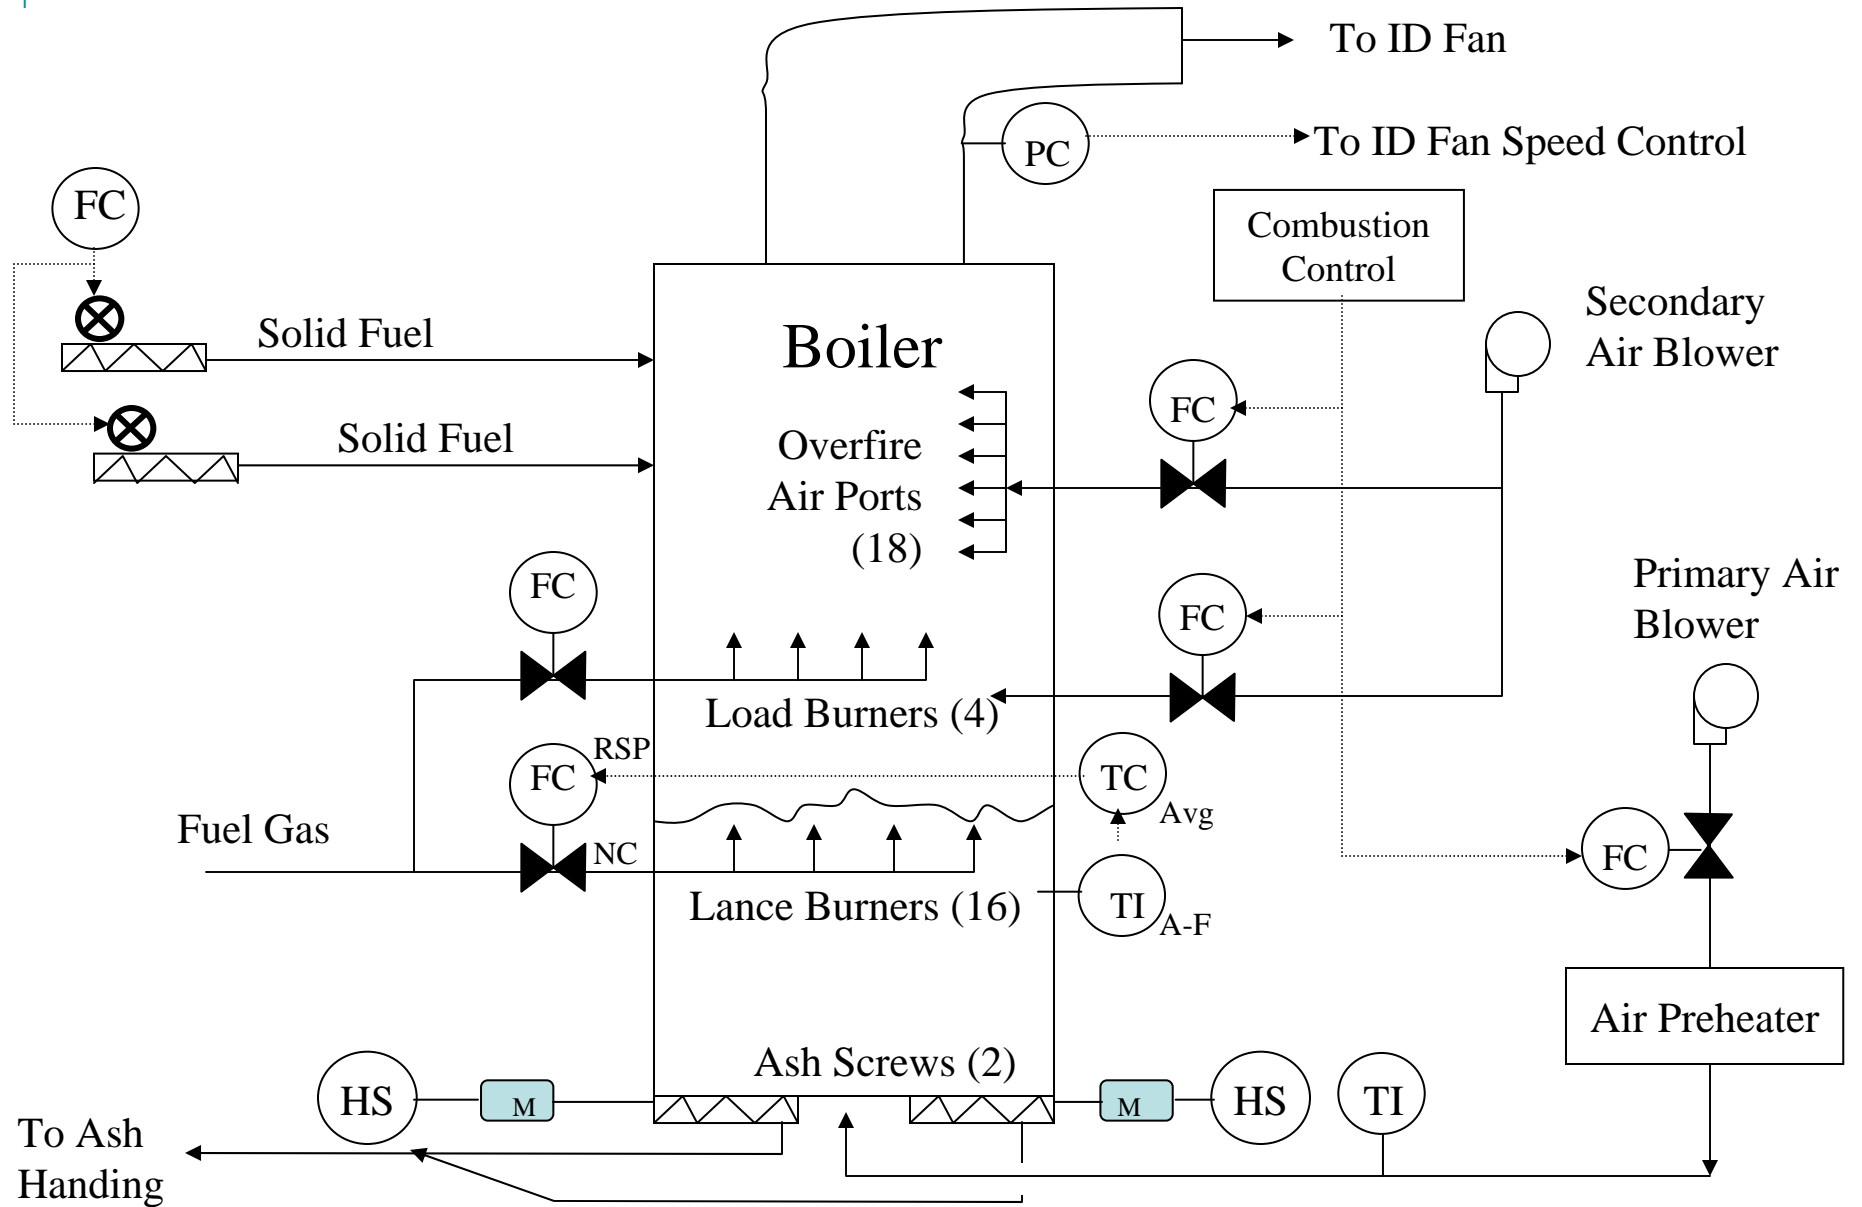 To ID Fan
PC
To ID Fan Speed Control
FC
Combustion
Control
Solid Fuel
Boiler
Secondary
Air Blower
FC
Solid Fuel
Overfire
Air Ports
(18)
FC
FC
Primary Air
Blower
Load Burners (4)
RSP
FC
TC
Avg
Fuel Gas
NC
FC
Lance Burners (16)
TI
A-F
Air Preheater
Ash Screws (2)
HS
M
M
HS
TI
To Ash
Handing